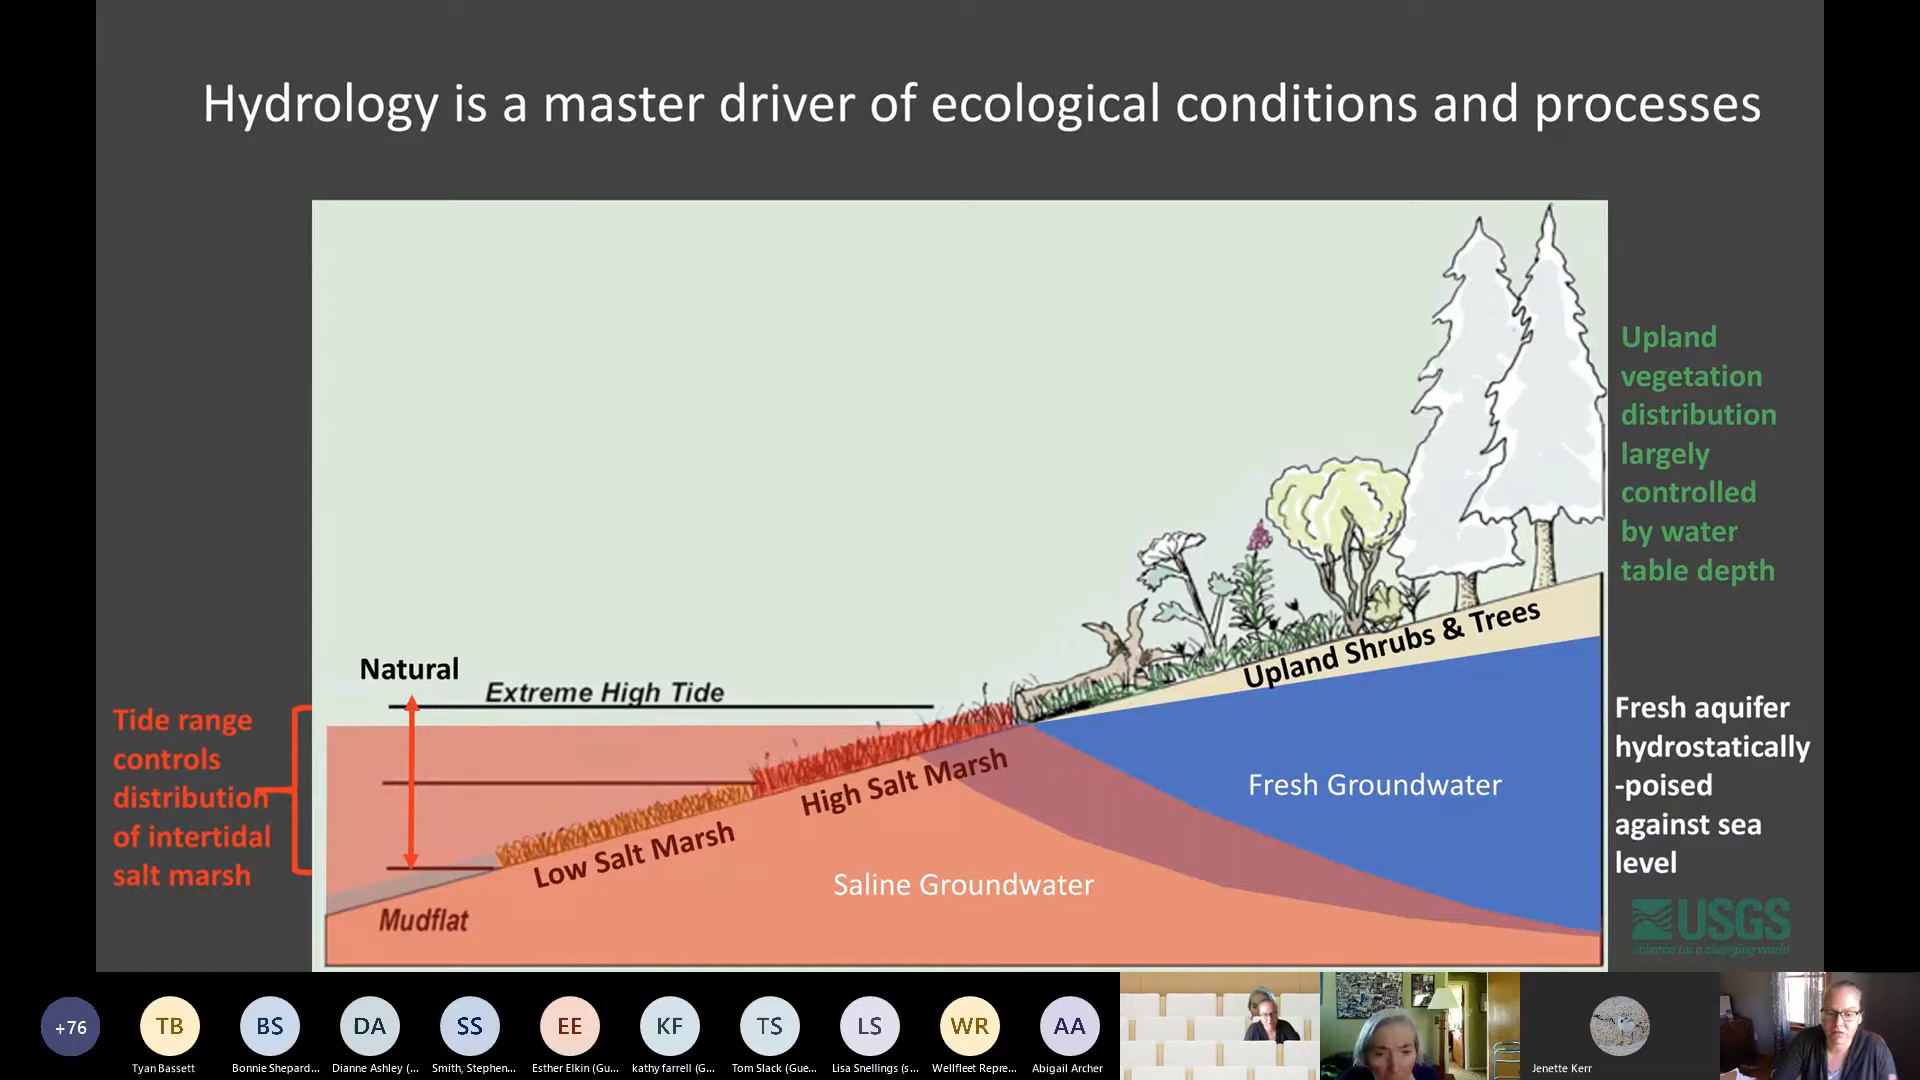 Hydrology is a master driver of ecological conditions and processes
Upland
vegetation
distribution
largely
controlled
by water
table depth
Natural
Extreme High Tide
Upland Shrubs & Trees
Tide range
controls
distribution
of intertidal
salt marsh
High Salt Marsh
Low Salt Marsh
Mudflat
Fresh Groundwater
Saline Groundwater
Fresh aquifer
hydrostatically
-poised
against sea
level
USGS
science for a changing world
+76
TB
BS
DA
SS
EE
KF
TS
LS
WR
AA
Tyan Bassett
Bonnie Shepard...
Dianne Ashley (...
Smith, Stephen...
Esther Elkin (Gu...
kathy farrell (G...
Tom Slack (Gue...
Lisa Snellings (s...
Wellfleet Repre...
Abigail Archer
Jenette Kerr